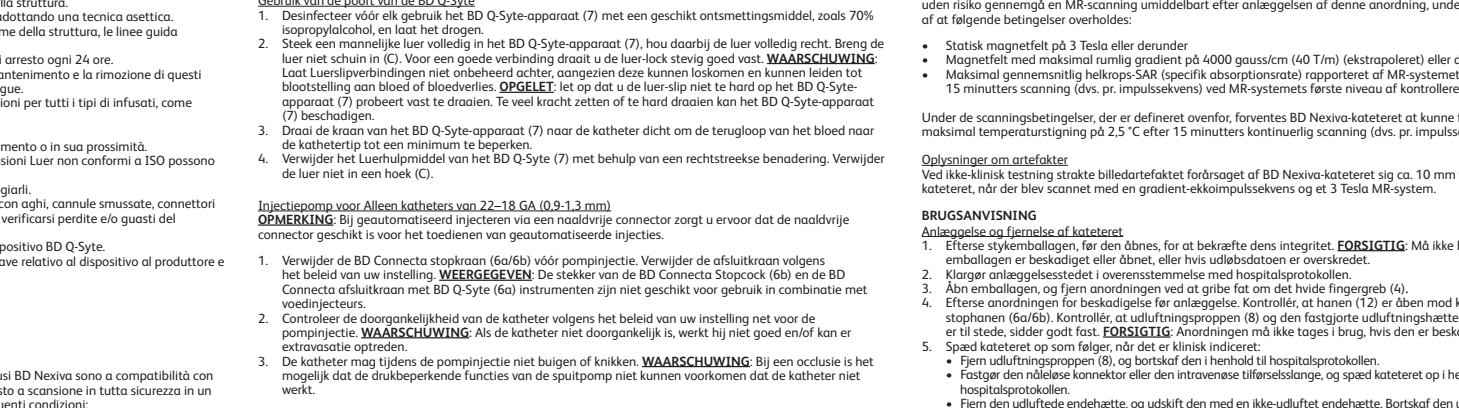 lla struttura.
dottando una tecnica asettica.
me della struttura, le linee guida
i arresto ogni 24 ore.
antenimento e la rimozione di questi
gue.
ioni per tutti i tipi di infusati, come
mento o in sua prossimità.
ssioni Luer non conformi a ISO possono
giarli.
con aghi, cannule smussate, connettori
verificarsi perdite e/o guasti del
positivo BD Q-Syte.
ave relativo al dispositivo al produttore e
usi BD Nexiva sono a compatibilità con
sto a scansione in tutta sicurezza in un
uenti condizioni:
Gebruik van de poort van de BD Q-Syte
1. Desinfecteer vóór elk gebruik het BD Q-Syte-apparaat (7) met een geschikt ontsmettingsmiddel, zoals 70%
isopropylalcohol, en laat het drogen.
2. Steek een mannelijke luer volledig in het BD Q-Syte-apparaat (7), hou daarbij de luer volledig recht. Breng de
luer niet schuin in (C). Voor een goede verbinding draait u de luer-lock stevig goed vast. WAARSCHUWING:
Laat Luerslipverbindingen niet onbeheerd achter, aangezien deze kunnen loskomen en kunnen leiden tot
blootstelling aan bloed of bloedverlies. OPGELET: let op dat u de luer-slip niet te hard op het BD Q-Syte-
apparaat (7) probeert vast te draaien. Te veel kracht zetten of te hard draaien kan het BD Q-Syte-apparaat
(7) beschadigen.
3. Draai de kraan van het BD Q-Syte-apparaat (7) naar de katheter dicht om de terugloop van het bloed naar
de kathetertip tot een minimum te beperken.
4. Verwijder het Luerhulpmiddel van het BD Q-Syte (7) met behulp van een rechtstreekse benadering. Verwijder
de luer niet in een hoek (C).
Injectiepomp voor Alleen katheters van 22–18 GA (0,9-1,3 mm)
OPMERKING: Bij geautomatiseerd injecteren via een naaldvrije connector zorgt u ervoor dat de naaldvrije
connector geschikt is voor het toedienen van geautomatiseerde injecties.
1. Verwijder de BD Connecta stopkraan (6a/6b) vóór pompinjectie. Verwijder de afsluitkraan volgens
het beleid van uw instelling. WEERGEGEVEN: De stekker van de BD Connecta Stopcock (6b) en de BD
Connecta afsluitkraan met BD Q-Syte (6a) instrumenten zijn niet geschikt voor gebruik in combinatie met
voedinjecteurs.
2. Controleer de doorgankelijkheid van de katheter volgens het beleid van uw instelling net voor de
pompinjectie. WAARSCHUWING: Als de katheter niet doorgankelijk is, werkt hij niet goed en/of kan er
extravasatie optreden.
3. De katheter mag tijdens de pompinjectie niet buigen of knikken. WAARSCHUWING: Bij een occlusie is het
mogelijk dat de drukbeperkende functies van de spuitpomp niet kunnen voorkomen dat de katheter niet
werkt.
uden risiko gennemgå en MR-scanning umiddelbart efter anlæggelsen af denne anordning, unde
af at følgende betingelser overholdes:
• Statisk magnetfelt på 3 Tesla eller derunder
• Magnetfelt med maksimal rumlig gradient på 4000 gauss/cm (40 T/m) (ekstrapoleret) eller d
• Maksimal gennemsnitlig helkrops-SAR (specifik absorptionsrate) rapporteret af MR-systemet
15 minutters scanning (dvs. pr. impulssekvens) ved MR-systemets første niveau af kontrollere
Under de scanningsbetingelser, der er defineret ovenfor, forventes BD Nexiva-kateteret at kunne f
maksimal temperaturstigning på 2,5 °C efter 15 minutters kontinuerlig scanning (dvs. pr. impulss
Oplysninger om artefakter
Ved ikke-klinisk testning strakte billedartefaktet forårsaget af BD Nexiva-kateteret sig ca. 10 mm
kateteret, når der blev scannet med en gradient-ekkoimpulssekvens og et 3 Tesla MR-system.
BRUGSANVISNING
Anlæggelse og fjernelse af kateteret
1. Efterse stykemballagen, før den åbnes, for at bekræfte dens integritet. FORSIGTIG: Må ikke b
emballagen er beskadiget eller åbnet, eller hvis udløbsdatoen er overskredet.
2. Klargør anlæggelsesstedet i overensstemmelse med hospitalsprotokollen.
3. Åbn emballagen, og fjern anordningen ved at gribe fat om det hvide fingergreb (4).
4. Efterse anordningen for beskadigelse før anlæggelse. Kontrollér, at hanen (12) er åben mod k
stophanen (6a/6b). Kontrollér, at udluftningsproppen (8) og den fastgjorte udluftningshætte
er til stede, sidder godt fast. FORSIGTIG: Anordningen må ikke tages i brug, hvis den er beska
5. Spæd kateteret op som følger, når det er klinisk indiceret:
• Fjern udluftningsproppen (8), og bortskaf den i henhold til hospitalsprotokollen.
• Fastgør den nåleløse konnektor eller den intravenøse tilførselsslange, og spæd kateteret op i he
hospitalsprotokollen.
• Fjern den udluftede endehætte, og udskift den med en ikke-udluftet endehætte. Bortskaf den u